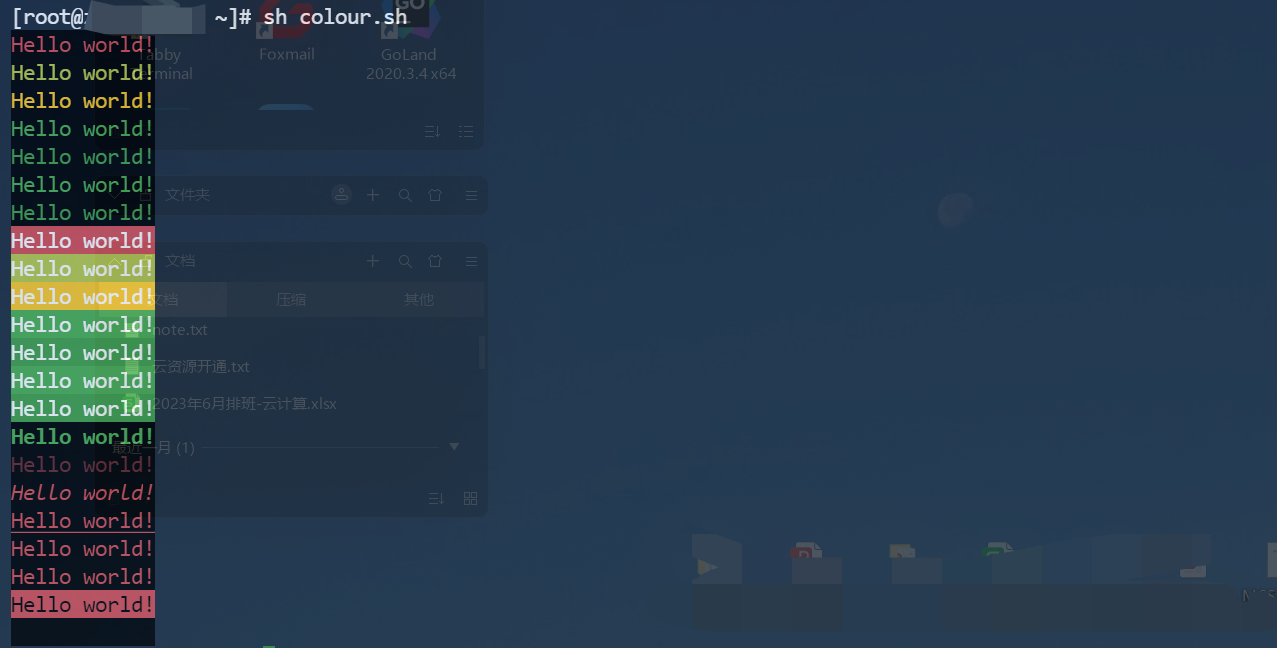 [root@ ~]# sh colour.sh
GO
Hello world!
Tabby
Terminal
Foxmail
GoLand
2020.3.4 x64
Hello world!
Hello world!
Hello world!
Hello world!
Hello world!
文件夹
Hello world!
Hello world!
文档
Hello world!
Hello world!
文档
压缩
其他
Hello world!
note.txt
Hello world!
云资源开通.txt
Hello world!
Hello world!
2023年6月排班-云计算.xlsx
Hello world!
最近一月 (1)
Hello world!
Hello world!
Hello world!
Hello world!
Hello world!
Hello world!